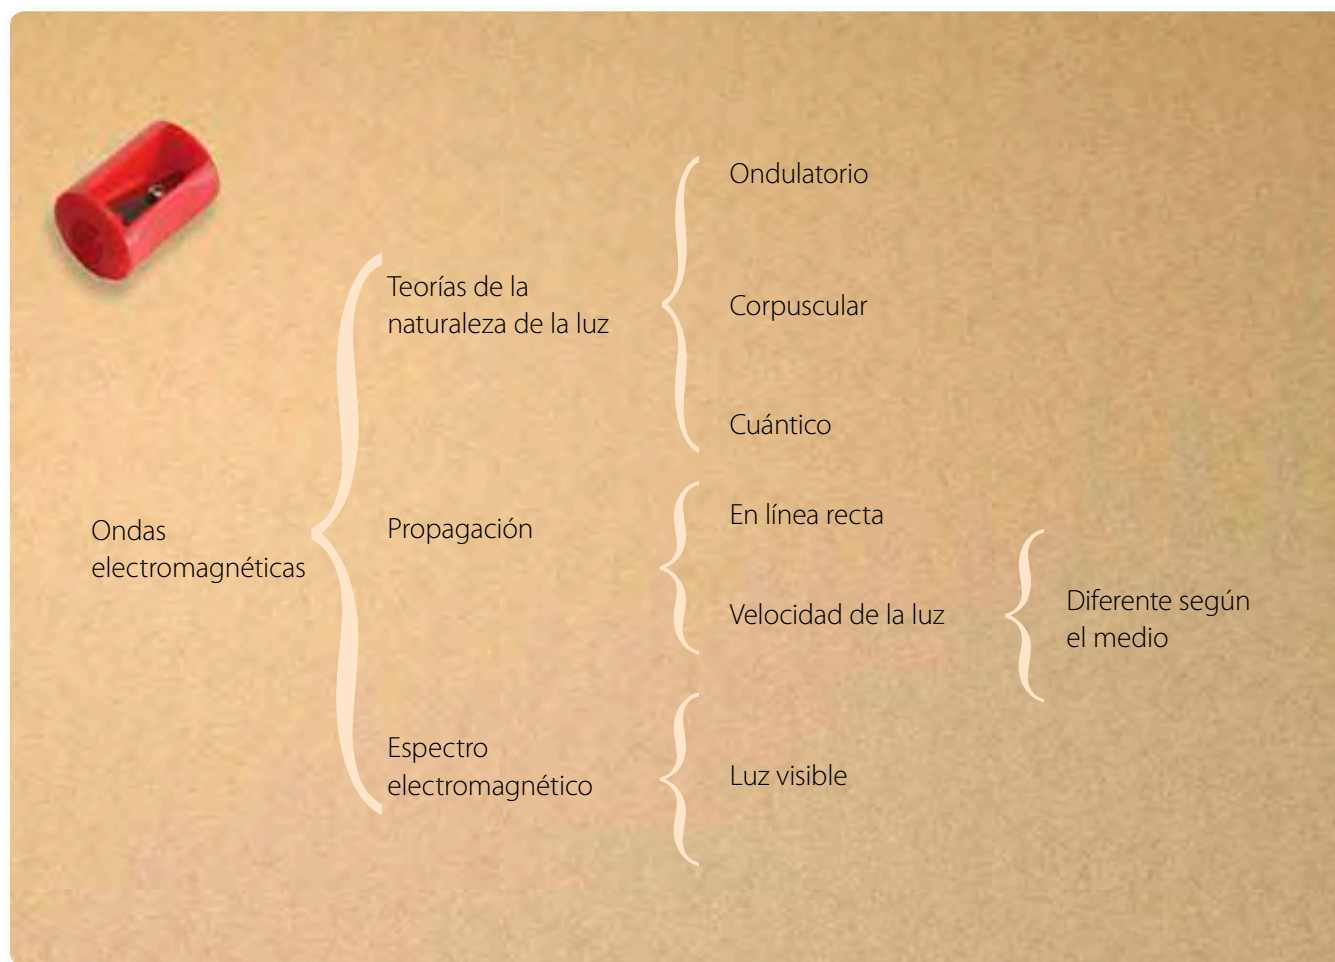 Ondas
electromagnéticas
Teorías de la
naturaleza de la luz
Ondulatorio
Corpuscular
Cuántico
Propagación
En línea recta
Velocidad de la luz
Diferente según
el medio
Espectro
electromagnético
Luz visible